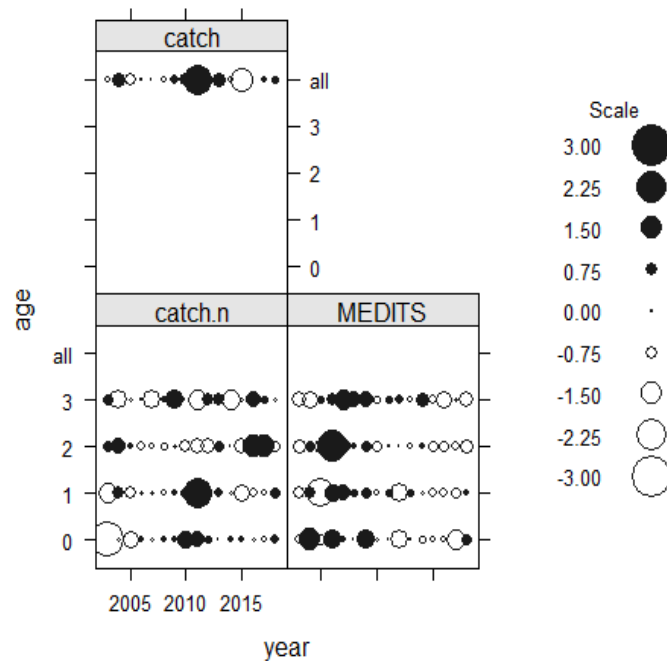 catch
all
3
2
1
0
Scale
3.00
2.25
1.50
0.75
0.00
-0.75
-1.50
-2.25
-3.00
age
catch.n
MEDITS
all
3
2
1
0
2005 2010 2015
year